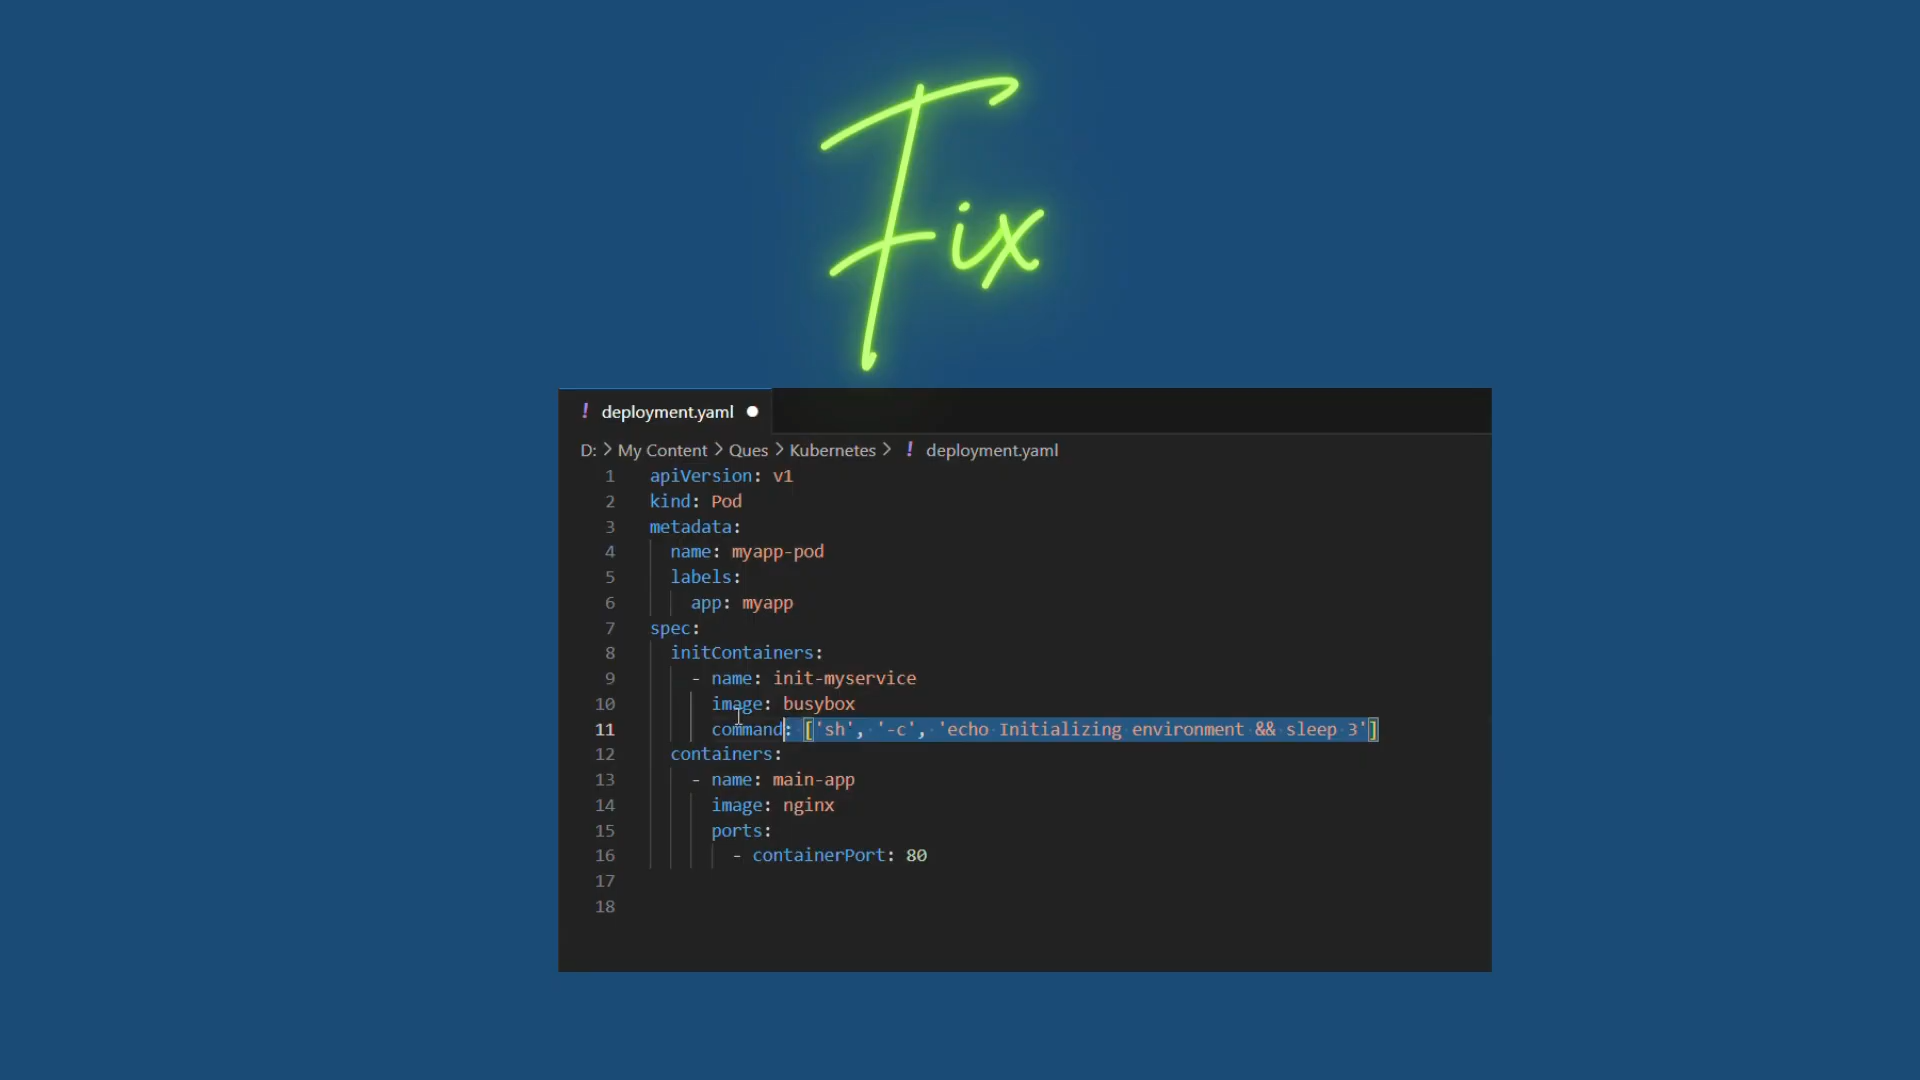 Fix
! deployment.yaml ●
D: > My Content > Ques > Kubernetes > ! deployment.yaml
1 apiVersion: v1
2 kind: Pod
3 metadata:
4   name: myapp-pod
5   labels:
6     app: myapp
7 spec:
8   initContainers:
9     - name: init-myservice
10       image: busybox
11       command: ['sh', '-c', 'echo Initializing environment && sleep 3']
12   containers:
13     - name: main-app
14       image: nginx
15       ports:
16         - containerPort: 80
17
18